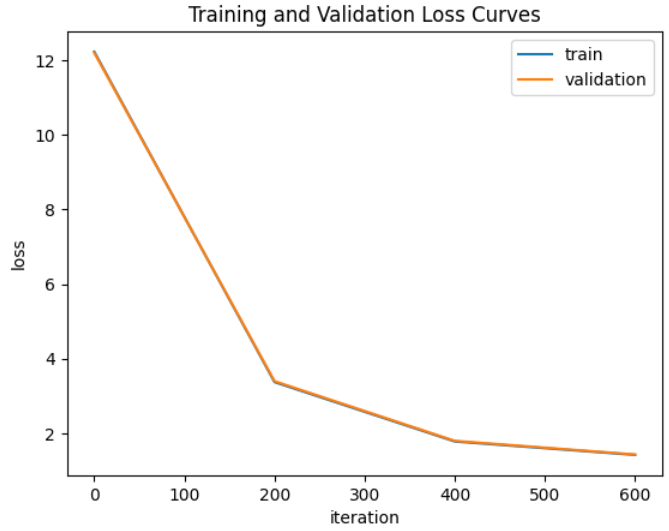 Training and Validation Loss Curves
train
validation
loss
12
10
8
6
4
2
0 100 200 300 400 500 600
iteration